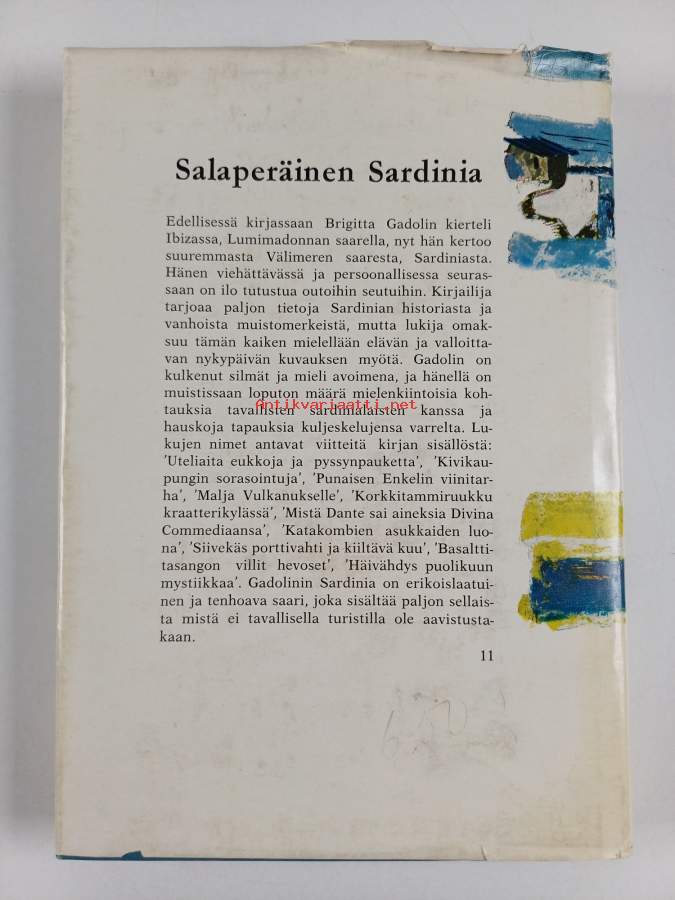 Salaperäinen Sardinia
Edellisessä kirjassaan Brigitta Gadolin kierteli
Ibizassa, Lumimadonnan saarella, nyt hän kertoo
suuremmasta Välimeren saaresta, Sardiniasta.
Hänen viehättävässä ja persoonallisessa seuras-
saan on ilo tutustua outoihin seutuihin. Kirjailija
tarjoaa paljon tietoja Sardinian historiasta ja
vanhoista muistomerkeistä, mutta lukija omak-
suu tämän kaiken mielellään elävän ja valloitta-
van nykypäivän kuvauksen myötä. Gadolin on
kulkenut silmät ja mieli avoimena, ja hänellä on
muistissaan loputon määrä mielenkiintoisia koh-
tauksia tavallisten sardinialaisten kanssa ja
Antikvariaatti.net
hauskoja tapauksia kuljeskelujensa varrelta. Lu-
kujen nimet antavat viitteitä kirjan sisällöstä:
'Uteliaita eukkoja ja pyssynpauketta', 'Kivikau-
pungin sorasointuja', 'Punaisen Enkelin viinitar-
ha', 'Malja Vulkanukselle', 'Korkkitammiruukku
kraatterikylässä', 'Mistä Dante sai aineksia Divina
Commediaansa', 'Katakombien asukkaiden luo-
na', 'Siivekäs porttivahti ja kiiltävä kuu', 'Basaltti-
tasangon villit hevoset', 'Häivähdys puolikuun
mystiikkaa'. Gadolinin Sardinia on erikoislaatui-
nen ja tenhoava saari, joka sisältää paljon sellais-
ta mistä ei tavallisella turistilla ole aavistusta-
kaan.
11